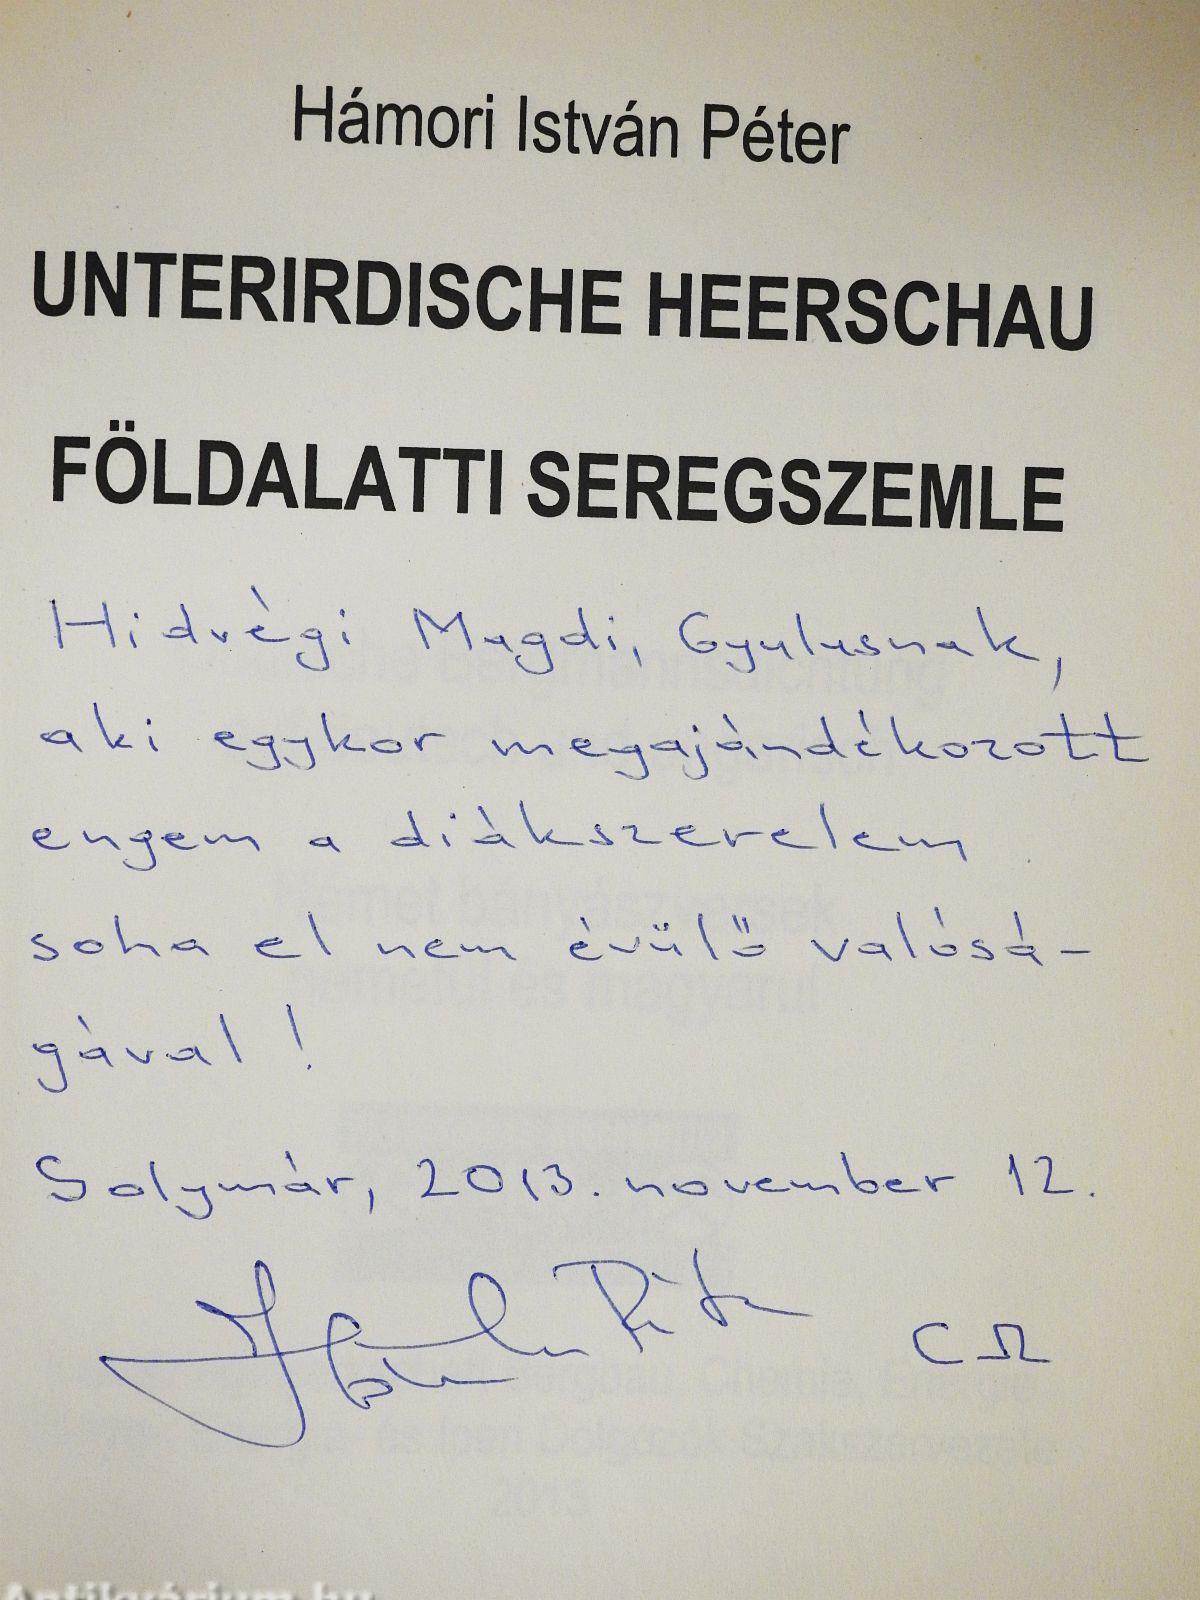 Hámori István Péter
UNTERIRDISCHE HEERSCHAU
FÖLDALATTI SEREGSZEMLE
Hidvégi Magdi, Gyulusnak,
aki egykor megajándékozott
engem a diákszerelem
soha el nem évülő valósá-
gával!
Solymár, 2013. november 12.